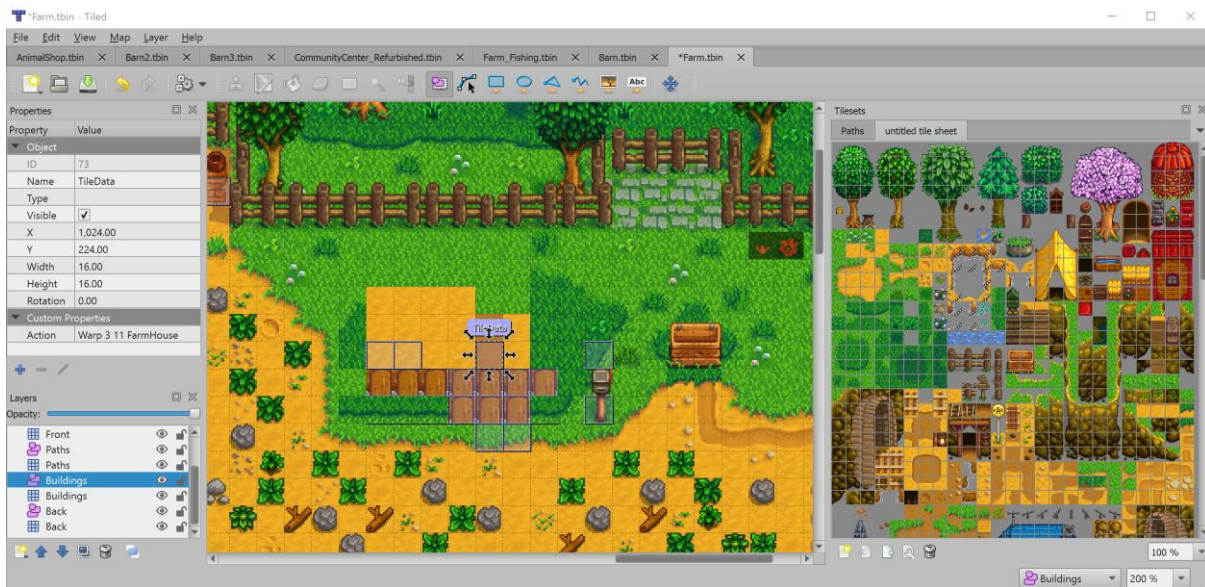 *Farm.tbin - Tiled
File Edit View Map Layer Help
AnimalShop.tbin X Barn2.tbin X Barn3.tbin X CommunityCenter_Refurbished.tbin X Farm_Fishing.tbin X Barn.tbin X *Farm.tbin X
Abc
Properties
Property Value
Object
ID 73
Name TileData
Type
Visible
X 1,024.00
Y 224.00
Width 16.00
Height 16.00
Rotation 0.00
Custom Properties
Action Warp 3 11 FarmHouse
Layers
Opacity:
Front
Paths
Paths
Buildings
Buildings
Back
Back
TileData
Tilesets
Paths untitled tile sheet
100 %
Buildings 200 %